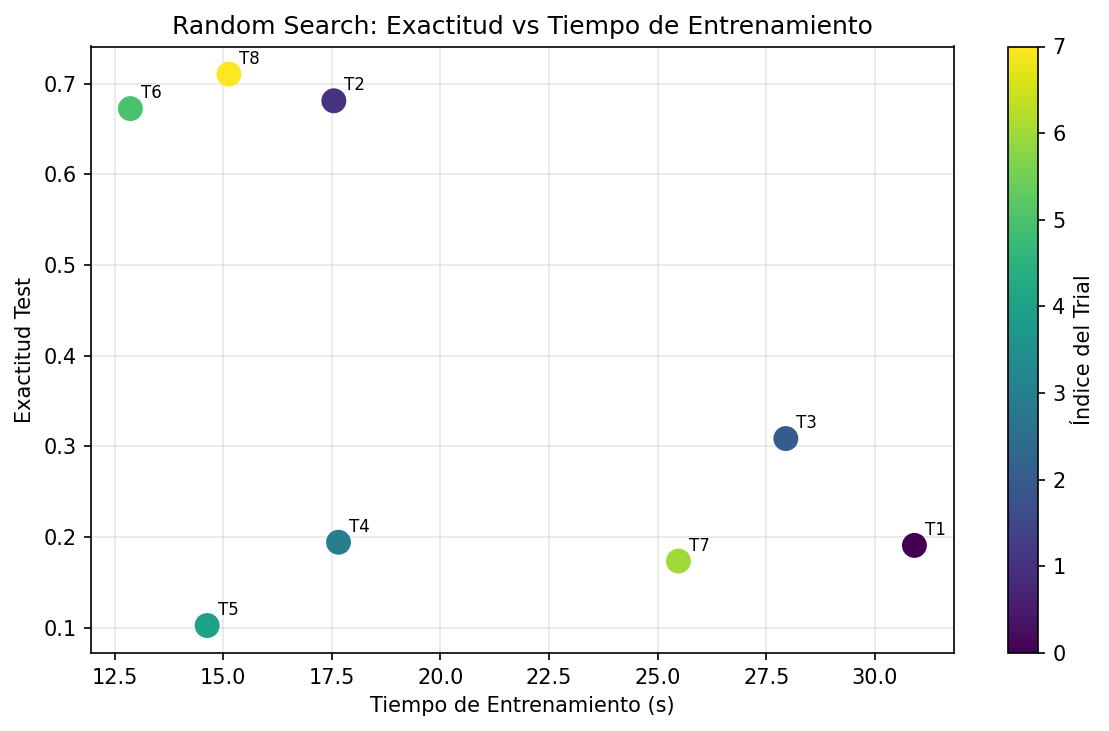 Random Search: Exactitud vs Tiempo de Entrenamiento
T8
T6
T2
T3
T4
T1
T7
T5
0.7
0.6
0.5
0.4
0.3
0.2
0.1
Exactitud Test
12.5 15.0 17.5 20.0 22.5 25.0 27.5 30.0
Tiempo de Entrenamiento (s)
7
6
5
4
3
2
1
0
Índice del Trial